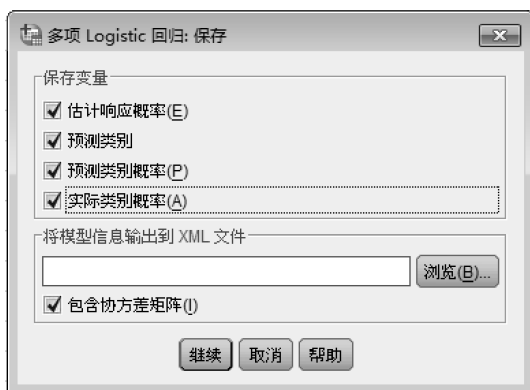 多项 Logistic 回归: 保存
保存变量
估计响应概率(E)
预测类别
预测类别概率(P)
实际类别概率(A)
将模型信息输出到 XML 文件
浏览(B)...
包含协方差矩阵(I)
继续 取消 帮助